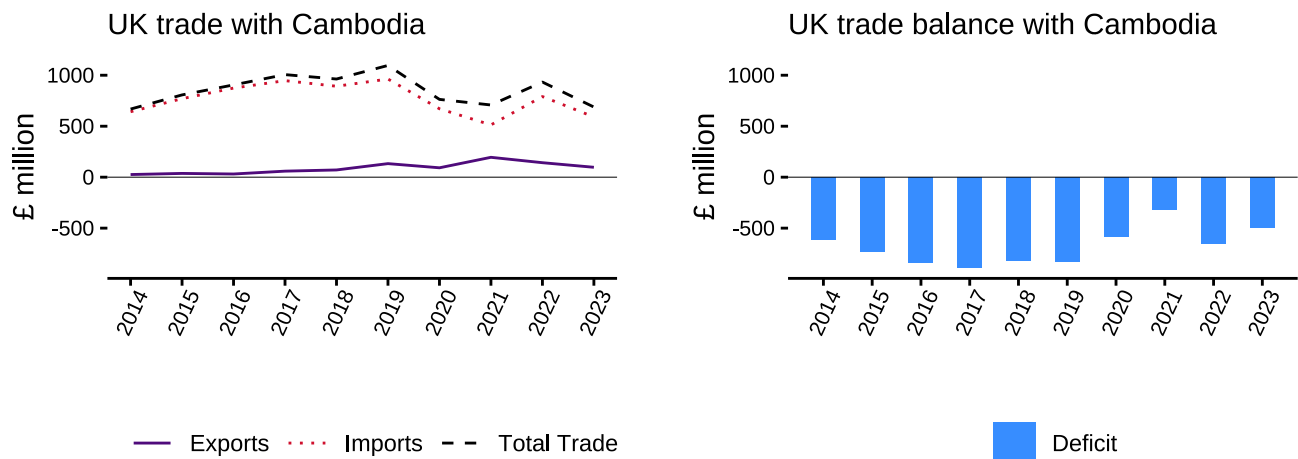 UK trade with Cambodia
£ million
1000
500
0
-500
2014 2015 2016 2017 2018 2019 2020 2021 2022 2023
Exports Imports Total Trade
UK trade balance with Cambodia
£ million
1000
500
0
-500
2014 2015 2016 2017 2018 2019 2020 2021 2022 2023
Deficit